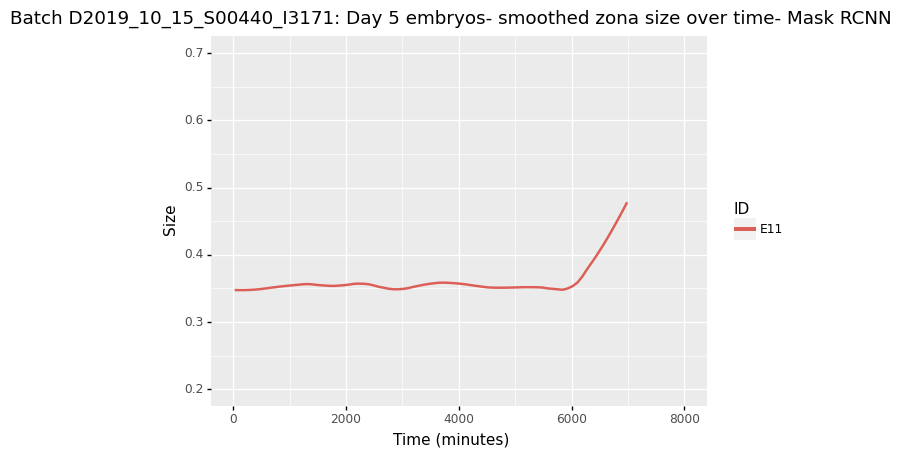 Batch D2019_10_15_S00440_I3171: Day 5 embryos- smoothed zona size over time- Mask RCNN
0.7
0.6
0.5
0.4
0.3
0.2
Size
0 2000 4000 6000 8000
Time (minutes)
ID
E11